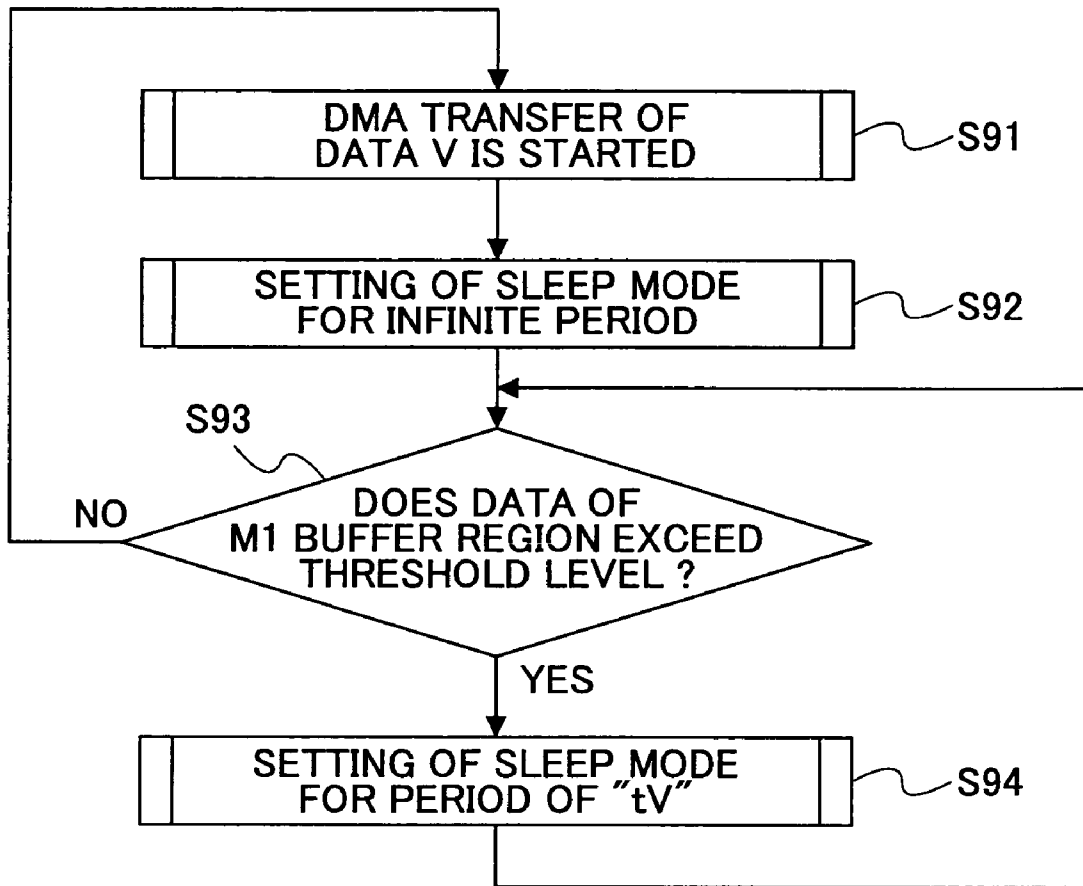 DMA TRANSFER OF
DATA V IS STARTED
S91
SETTING OF SLEEP MODE
FOR INFINITE PERIOD
S92
S93
NO
DOES DATA OF
M1 BUFFER REGION EXCEED
THRESHOLD LEVEL ?
YES
SETTING OF SLEEP MODE
FOR PERIOD OF "tV"
S94